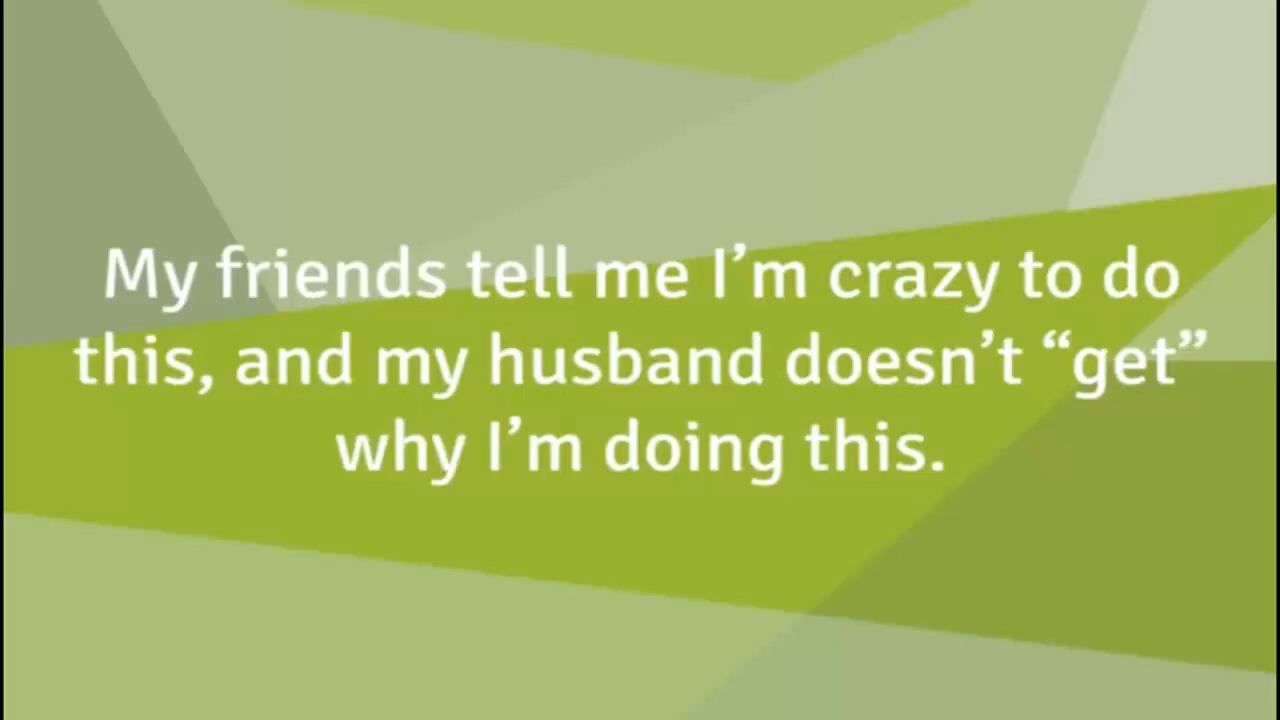 My friends tell me I’m crazy to do
this, and my husband doesn’t “get”
why I’m doing this.